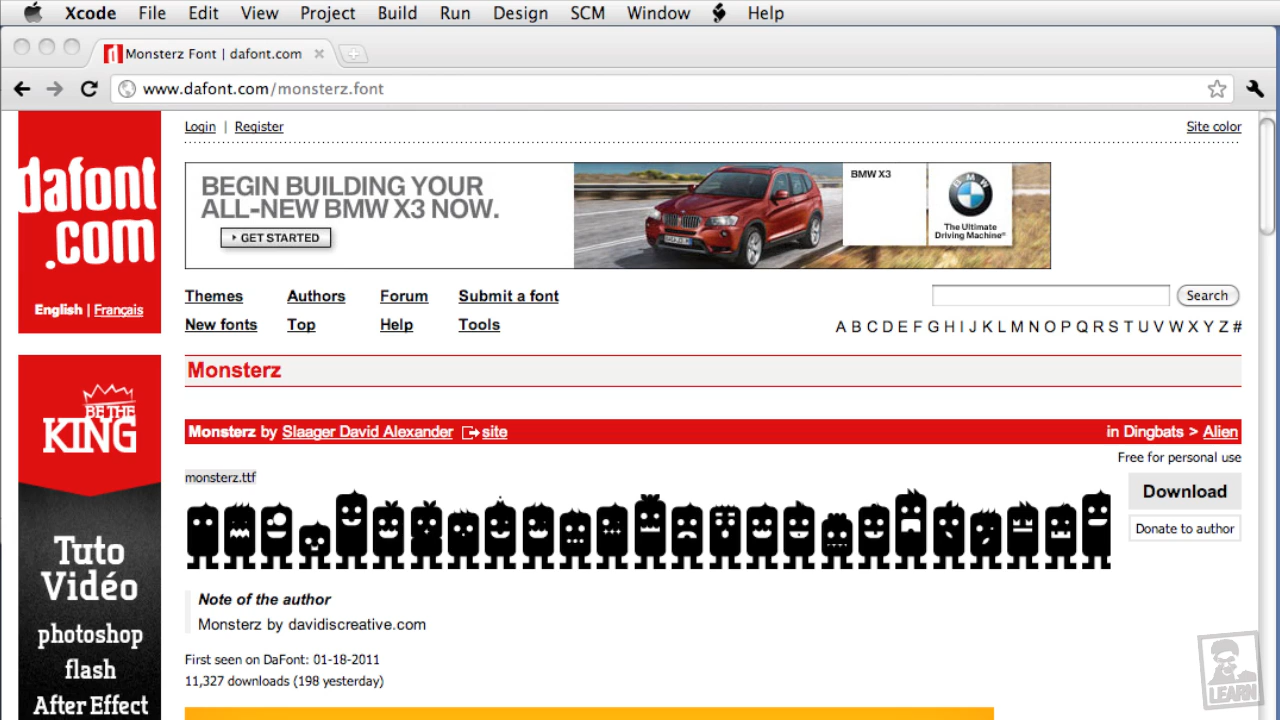 Xcode File Edit View Project Build Run Design SCM Window Help
Monsterz Font | dafont.com
www.dafont.com/monsterz.font
Login | Register
Site color
dafont
.com
English | Français
BEGIN BUILDING YOUR
ALL-NEW BMW X3 NOW.
GET STARTED
BMW X3
BMW
The Ultimate
Driving Machine®
Themes Authors Forum Submit a font
Search
New fonts Top Help Tools
A B C D E F G H I J K L M N O P Q R S T U V W X Y Z #
BE THE
KING
Tuto
Vidéo
photoshop
flash
After Effect
Monsterz
Monsterz by Slaager David Alexander site
in Dingbats > Alien
Free for personal use
monsterz.ttf
Download
Donate to author
Note of the author
Monsterz by davidiscreative.com
First seen on DaFont: 01-18-2011
11,327 downloads (198 yesterday)
LEARN